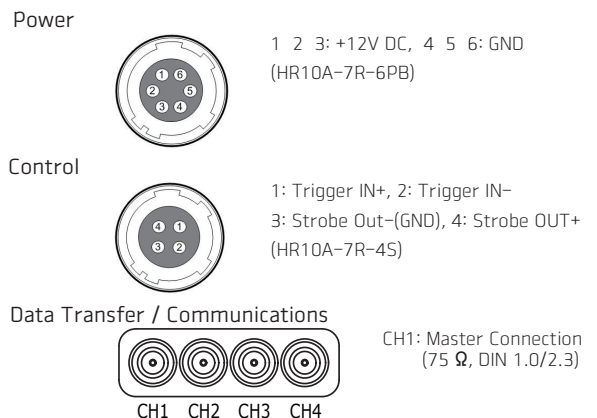 Power
1 2 3: +12V DC, 4 5 6: GND
(HR10A-7R-6PB)
1 6
2 5
3 4
Control
1: Trigger IN+, 2: Trigger IN-
3: Strobe Out-(GND), 4: Strobe OUT+
(HR10A-7R-4S)
4 1
3 2
Data Transfer / Communications
CH1: Master Connection
(75 Ω, DIN 1.0/2.3)
CH1 CH2 CH3 CH4